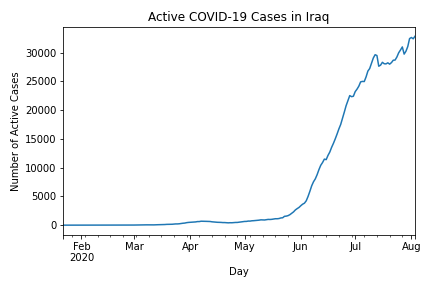 Active COVID-19 Cases in Iraq
Number of Active Cases
30000
25000
20000
15000
10000
5000
0
Feb Mar Apr May Jun Jul Aug
2020
Day